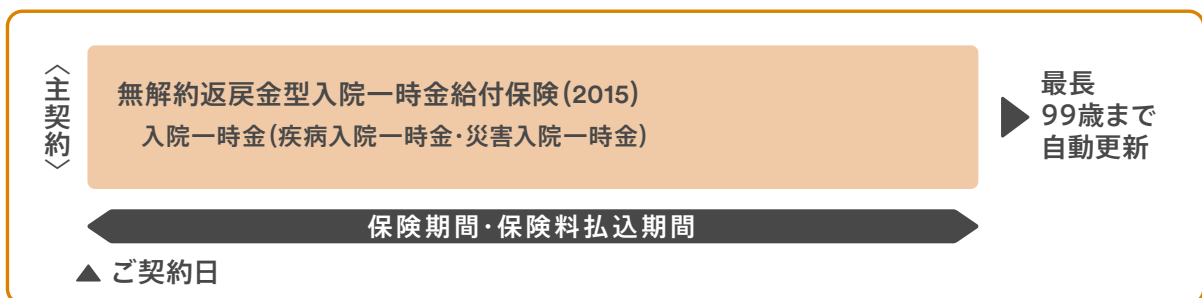 〈主契約〉
無解約返戻金型入院一時金給付保険(2015)
入院一時金(疾病入院一時金・災害入院一時金)
最長
99歳まで
自動更新
保険期間・保険料払込期間
▲ ご契約日